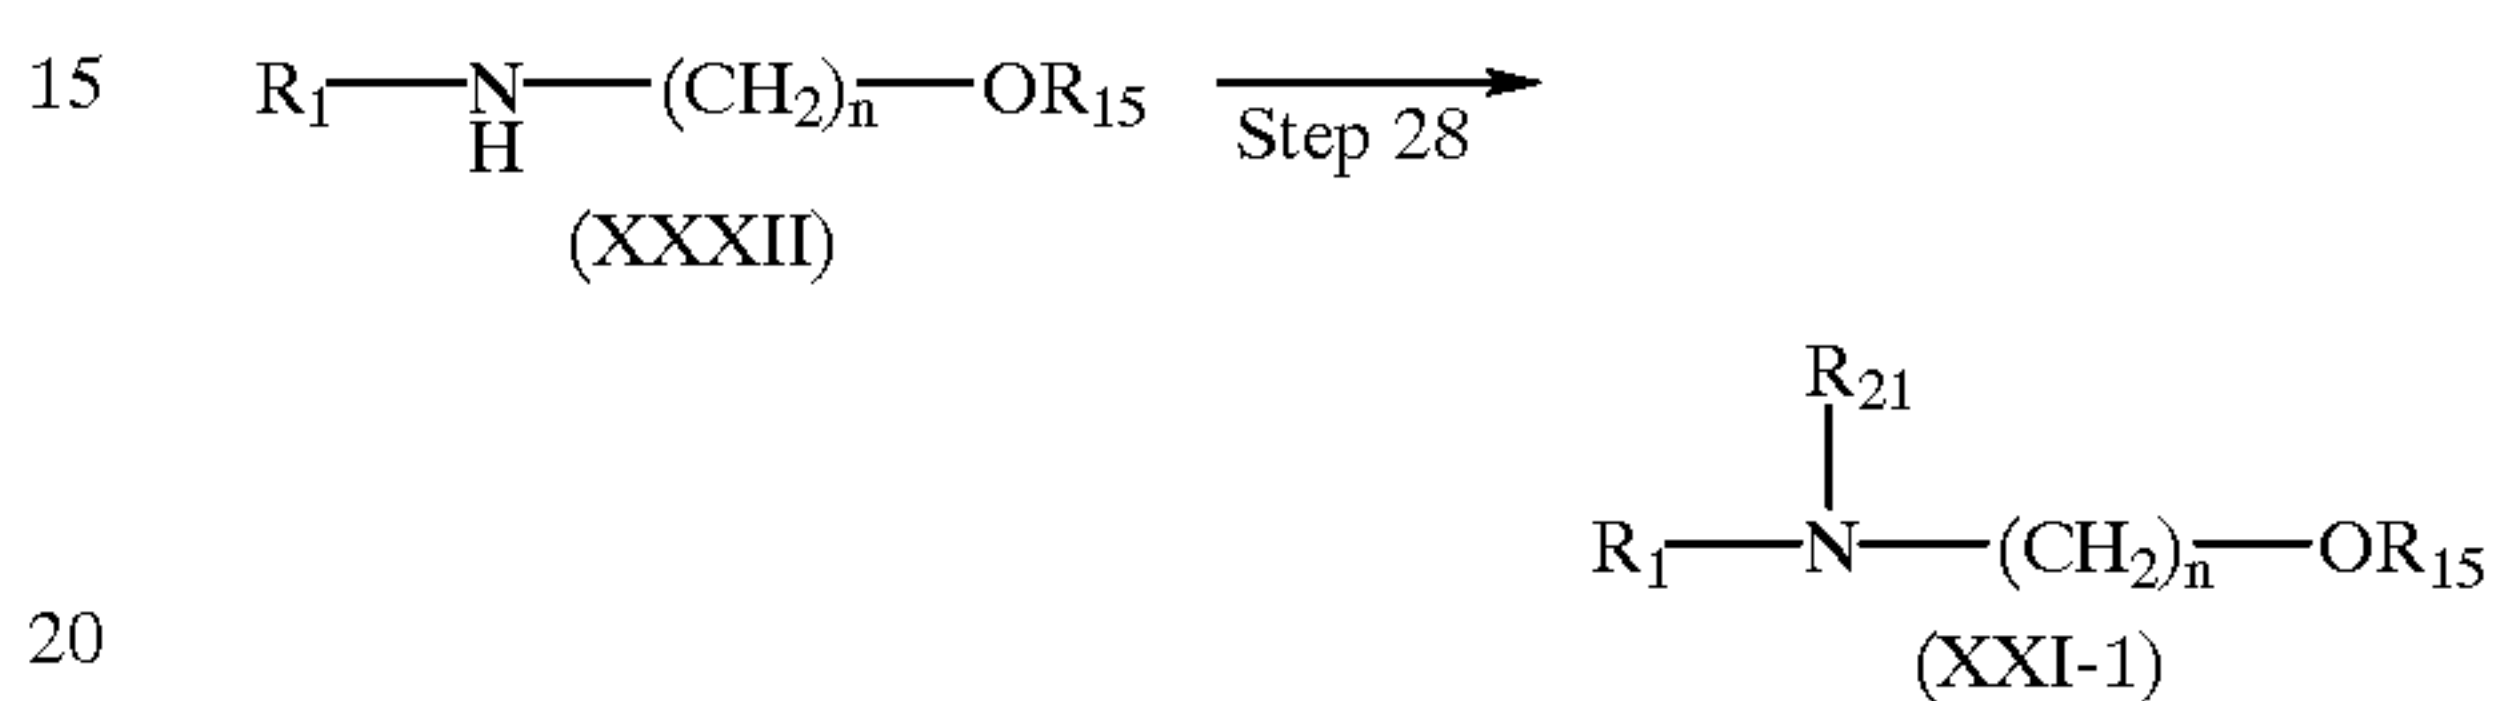 15 R1 N (CH2)n OR15
H Step 28
(XXXII)
R21
R1 N (CH2)n OR15
20 (XXI-1)